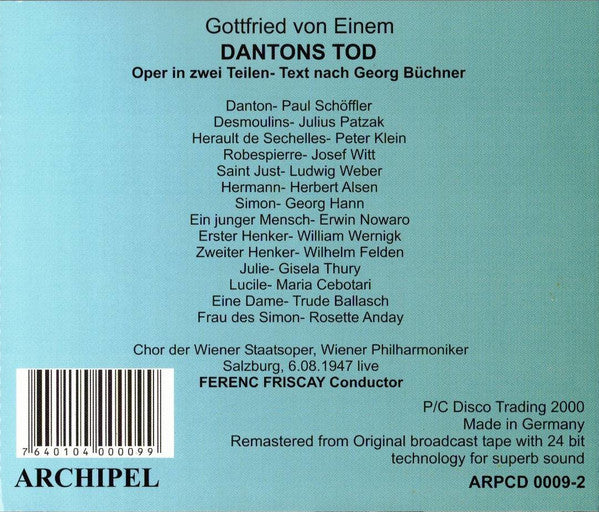 Gottfried von Einem
DANTONS TOD
Oper in zwei Teilen- Text nach Georg Büchner
Danton- Paul Schöffler
Desmoulins- Julius Patzak
Herault de Sechelles- Peter Klein
Robespierre- Josef Witt
Saint Just- Ludwig Weber
Hermann- Herbert Alsen
Simon- Georg Hann
Ein junger Mensch- Erwin Nowaro
Erster Henker- William Wernigk
Zweiter Henker- Wilhelm Felden
Julie- Gisela Thury
Lucile- Maria Cebotari
Eine Dame- Trude Ballasch
Frau des Simon- Rosette Anday
Chor der Wiener Staatsoper, Wiener Philharmoniker
Salzburg, 6.08.1947 live
FERENC FRISCAY Conductor
7 640104 000099
ARCHIPEL
P/C Disco Trading 2000
Made in Germany
Remastered from Original broadcast tape with 24 bit
technology for superb sound
ARPCD 0009-2